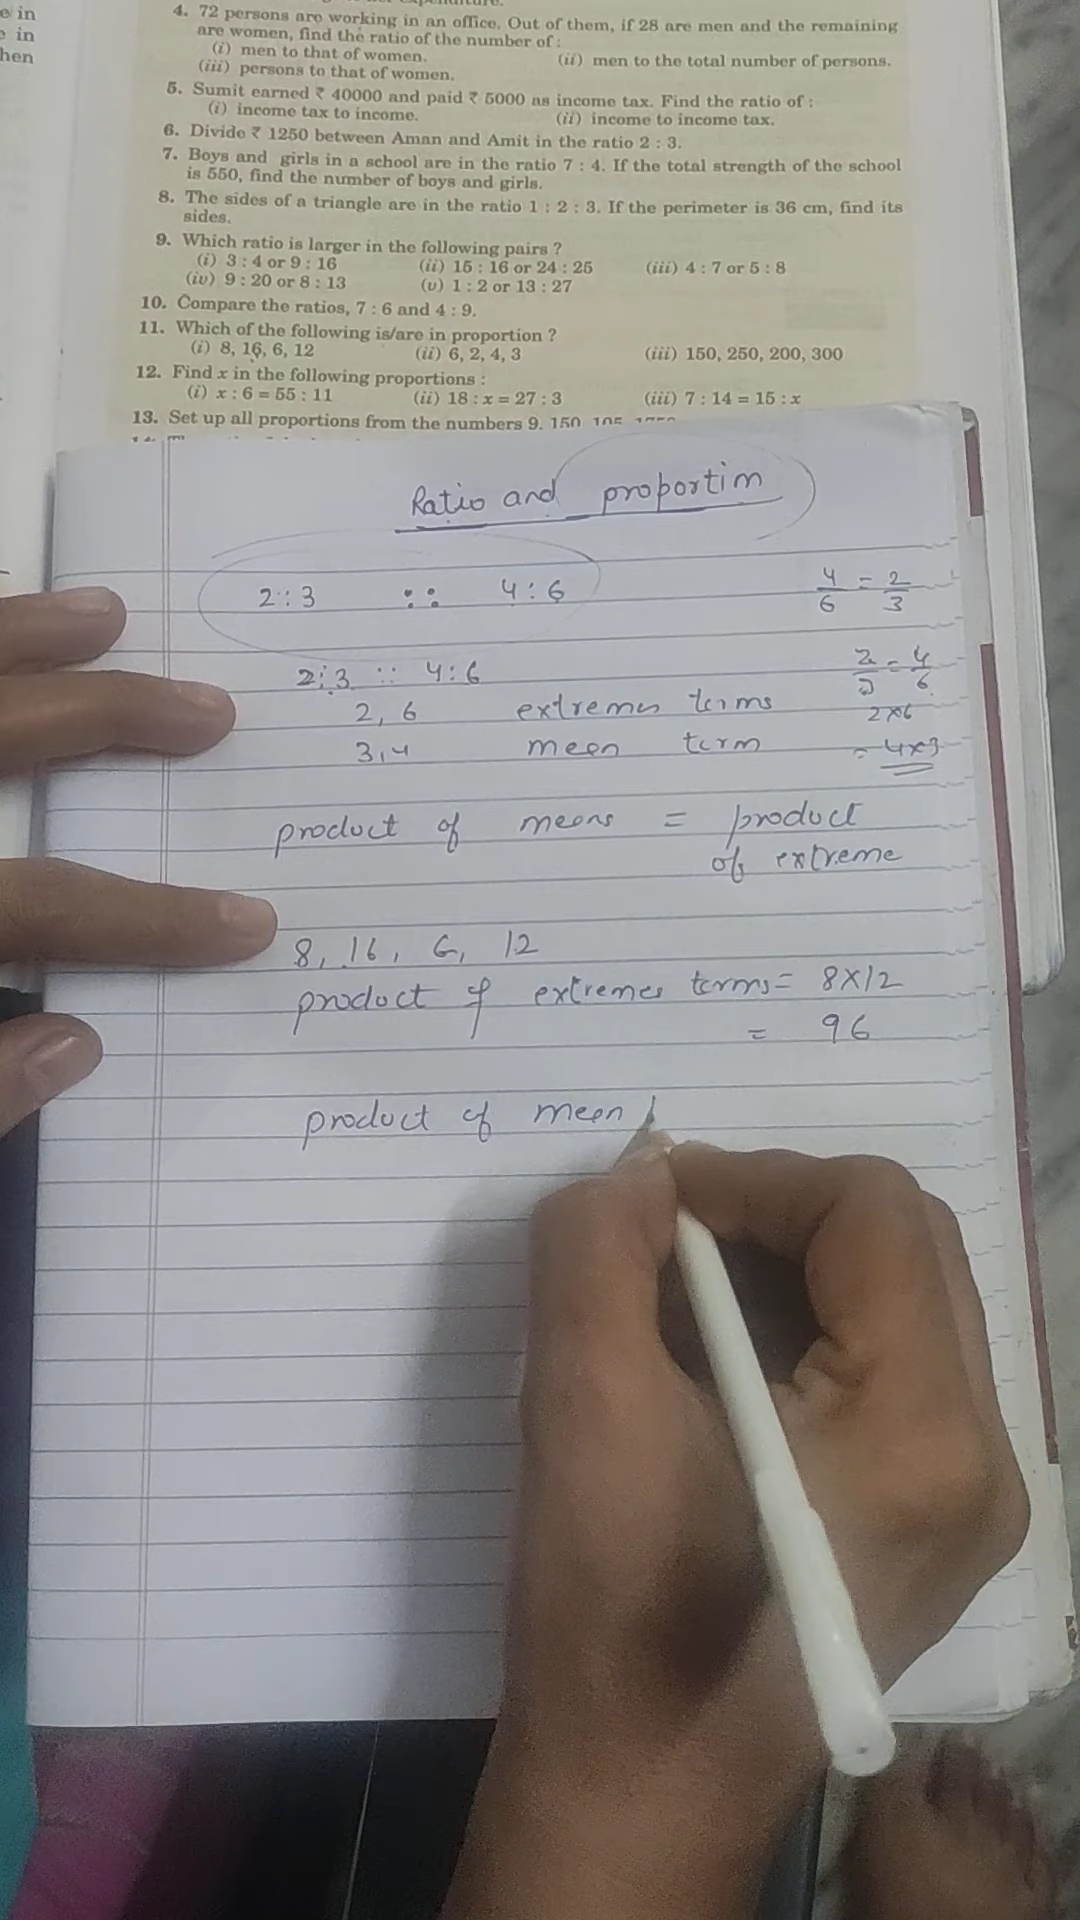 e in
e in
hen
4. 72 persons are working in an office. Out of them, if 28 are men and the remaining
are women, find the ratio of the number of :
(i) men to that of women. (ii) men to the total number of persons.
(iii) persons to that of women.
5. Sumit earned ₹ 40000 and paid ₹ 5000 as income tax. Find the ratio of :
(i) income tax to income. (ii) income to income tax.
6. Divide ₹ 1250 between Aman and Amit in the ratio 2 : 3.
7. Boys and girls in a school are in the ratio 7 : 4. If the total strength of the school
is 550, find the number of boys and girls.
8. The sides of a triangle are in the ratio 1 : 2 : 3. If the perimeter is 36 cm, find its
sides.
9. Which ratio is larger in the following pairs ?
(i) 3 : 4 or 9 : 16 (ii) 15 : 16 or 24 : 25 (iii) 4 : 7 or 5 : 8
(iv) 9 : 20 or 8 : 13 (v) 1 : 2 or 13 : 27
10. Compare the ratios, 7 : 6 and 4 : 9.
11. Which of the following is/are in proportion ?
(i) 8, 16, 6, 12 (ii) 6, 2, 4, 3 (iii) 150, 250, 200, 300
12. Find x in the following proportions :
(i) x : 6 = 55 : 11 (ii) 18 : x = 27 : 3 (iii) 7 : 14 = 15 : x
13. Set up all proportions from the numbers 9, 150, 105,
Ratio and proportim
2::3 :: 4:6 4/6 = 2/3
2:3 :: 4:6 2/3 = 4/6
2, 6 extremes terms 2×6
3,4 mean term = 4×3
product of means = product
of extreme
8, 16, 6, 12
product of extremes terms = 8×12
= 96
product of mean